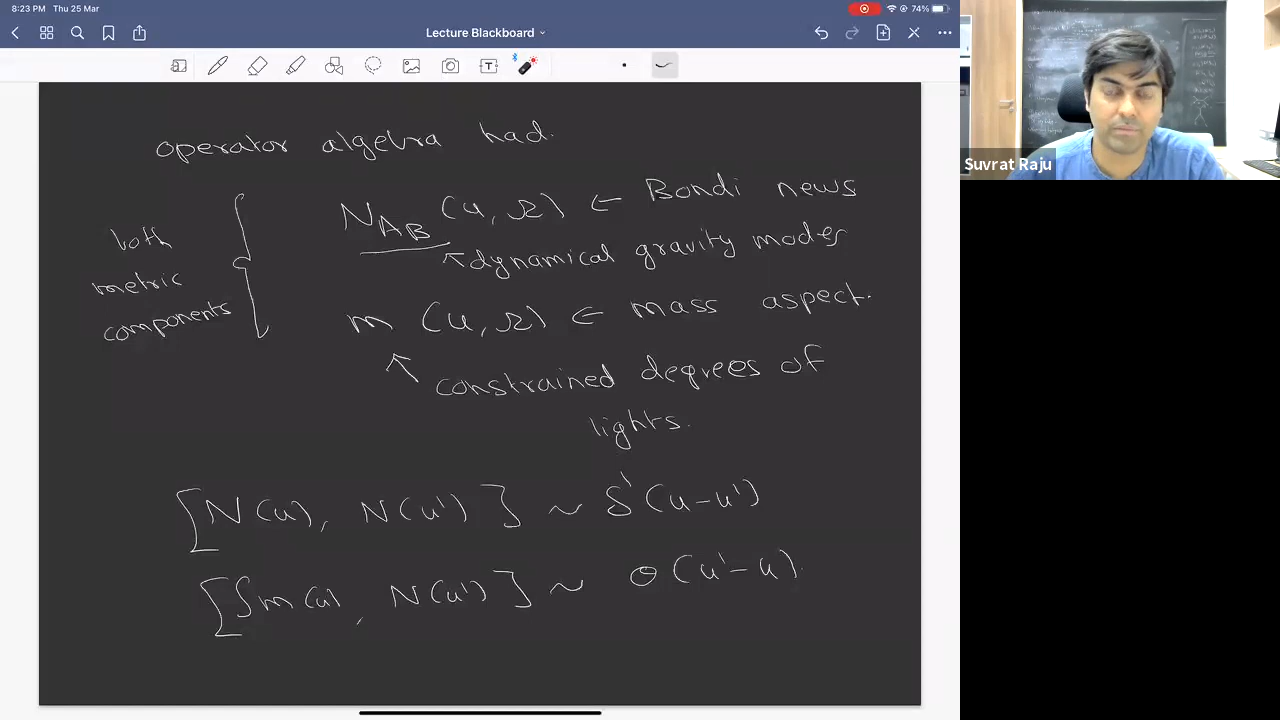 8:23 PM Thu 25 Mar
74%
Lecture Blackboard
Suvrat Raju
operator algebra had.
both metric components
N_AB (u, Ω) ← Bondi news
↖ dynamical gravity modes
m (u, Ω) ← mass aspect.
↖ constrained degrees of
lights.
[N(u), N(u')] ~ δ'(u-u')
[∫m(u), N(u')] ~ θ(u'-u).